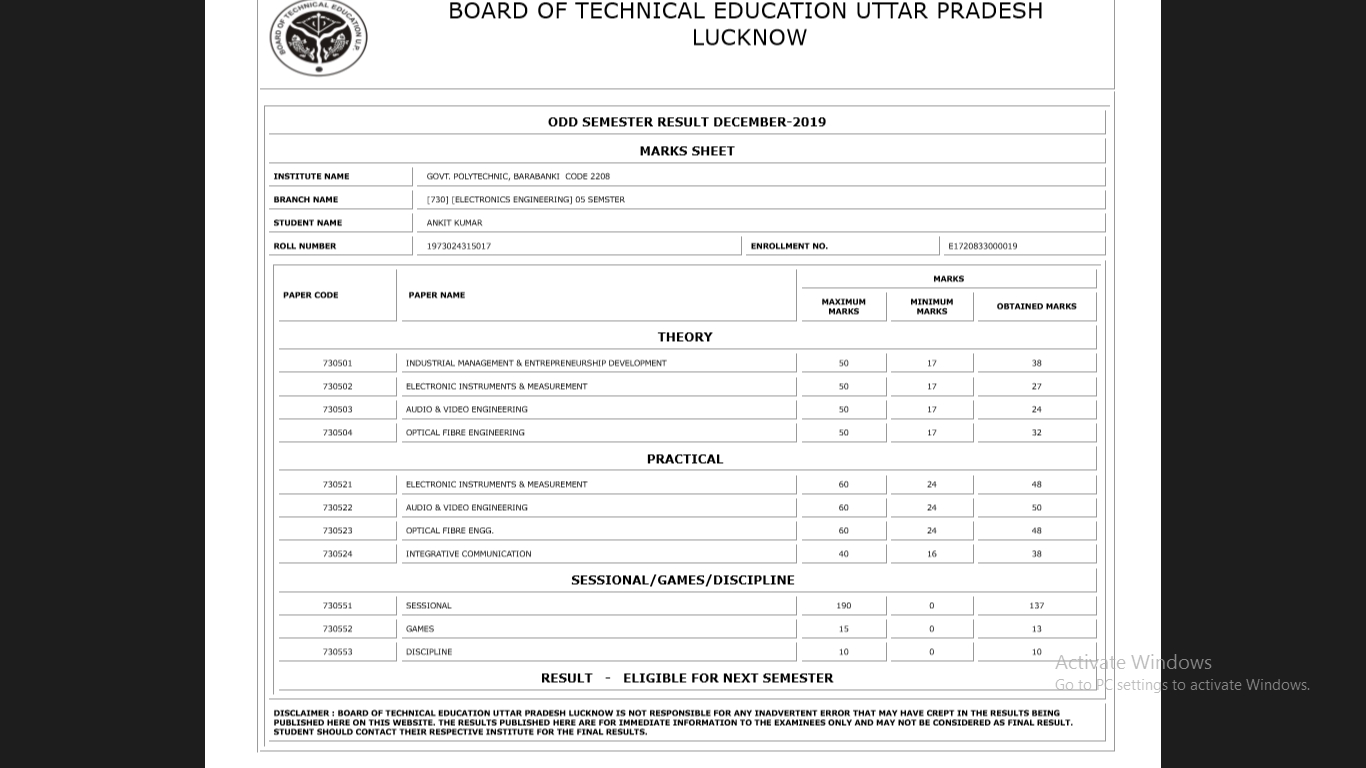 BOARD OF TECHNICAL EDUCATION U.P.
BOARD OF TECHNICAL EDUCATION UTTAR PRADESH
LUCKNOW
ODD SEMESTER RESULT DECEMBER-2019
MARKS SHEET
INSTITUTE NAME GOVT. POLYTECHNIC, BARABANKI CODE 2208
BRANCH NAME [730] [ELECTRONICS ENGINEERING] 05 SEMSTER
STUDENT NAME ANKIT KUMAR
ROLL NUMBER 1973024315017 ENROLLMENT NO. E1720833000019
MARKS
PAPER CODE PAPER NAME MAXIMUM MARKS MINIMUM MARKS OBTAINED MARKS
THEORY
730501 INDUSTRIAL MANAGEMENT & ENTREPRENEURSHIP DEVELOPMENT 50 17 38
730502 ELECTRONIC INSTRUMENTS & MEASUREMENT 50 17 27
730503 AUDIO & VIDEO ENGINEERING 50 17 24
730504 OPTICAL FIBRE ENGINEERING 50 17 32
PRACTICAL
730521 ELECTRONIC INSTRUMENTS & MEASUREMENT 60 24 48
730522 AUDIO & VIDEO ENGINEERING 60 24 50
730523 OPTICAL FIBRE ENGG. 60 24 48
730524 INTEGRATIVE COMMUNICATION 40 16 38
SESSIONAL/GAMES/DISCIPLINE
730551 SESSIONAL 190 0 137
730552 GAMES 15 0 13
730553 DISCIPLINE 10 0 10
RESULT - ELIGIBLE FOR NEXT SEMESTER
DISCLAIMER : BOARD OF TECHNICAL EDUCATION UTTAR PRADESH LUCKNOW IS NOT RESPONSIBLE FOR ANY INADVERTENT ERROR THAT MAY HAVE CREPT IN THE RESULTS BEING
PUBLISHED HERE ON THIS WEBSITE. THE RESULTS PUBLISHED HERE ARE FOR IMMEDIATE INFORMATION TO THE EXAMINEES ONLY AND MAY NOT BE CONSIDERED AS FINAL RESULT.
STUDENT SHOULD CONTACT THEIR RESPECTIVE INSTITUTE FOR THE FINAL RESULTS.
Activate Windows
Go to PC settings to activate Windows.